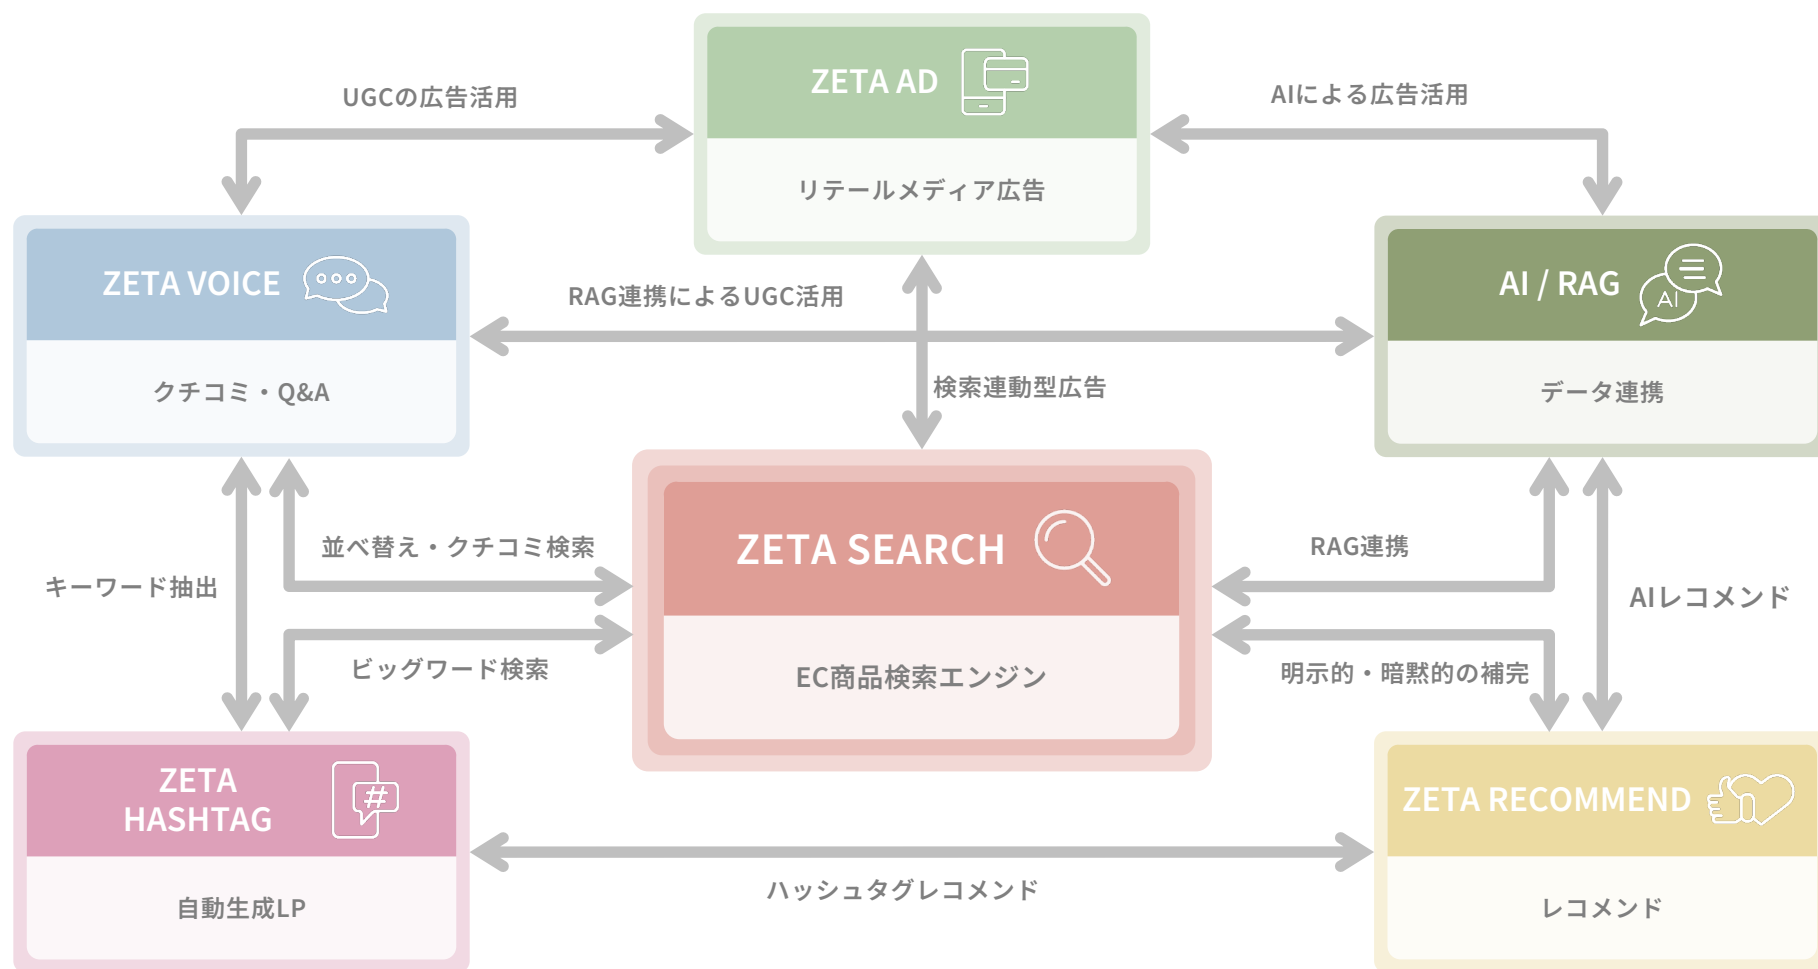 ZETA AD
リテールメディア広告
UGCの広告活用
AIによる広告活用
ZETA VOICE
クチコミ・Q&A
RAG連携によるUGC活用
検索連動型広告
AI / RAG
AI
データ連携
ZETA SEARCH
EC商品検索エンジン
並べ替え・クチコミ検索
キーワード抽出
ビッグワード検索
RAG連携
AIレコメンド
明示的・暗黙的の補完
ZETA
HASHTAG
#
自動生成LP
ハッシュタグレコメンド
ZETA RECOMMEND
レコメンド